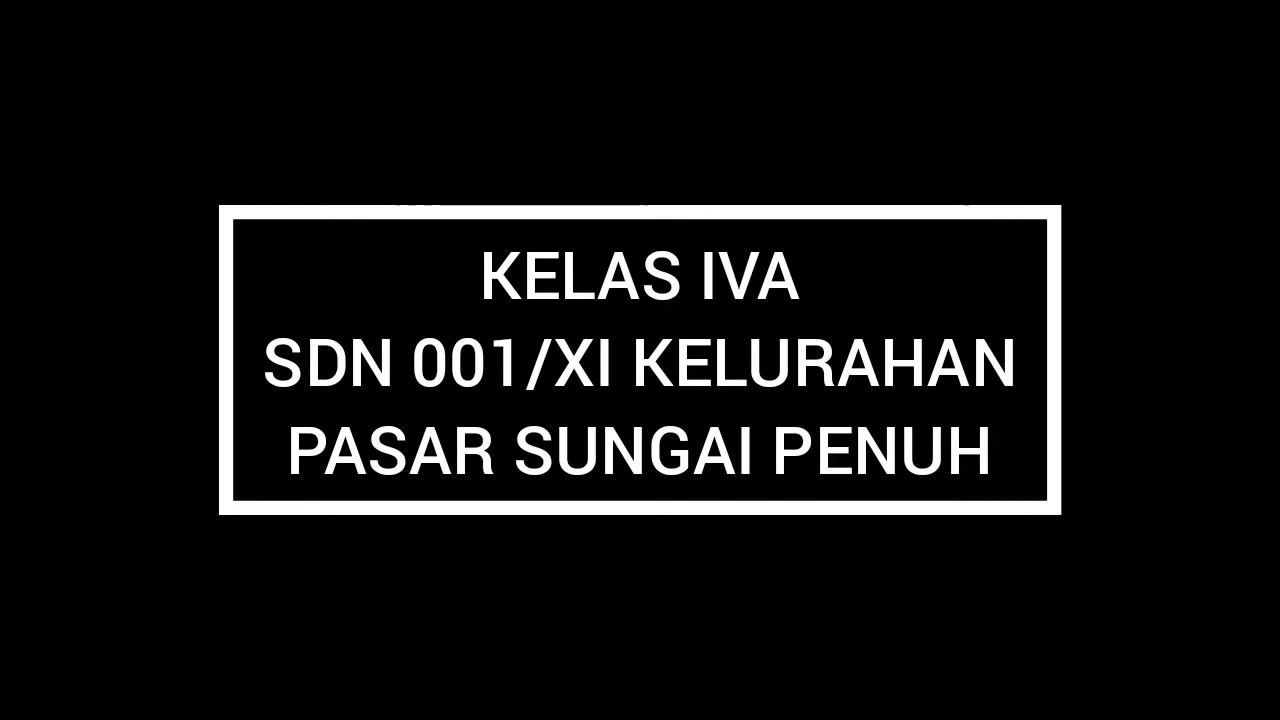 KELAS IVA
SDN 001/XI KELURAHAN
PASAR SUNGAI PENUH